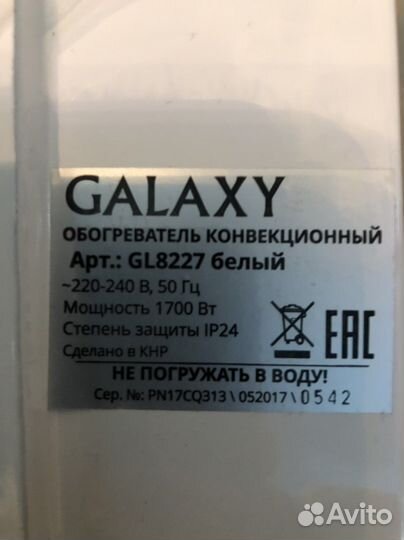 GALAXY
ОБОГРЕВАТЕЛЬ КОНВЕКЦИОННЫЙ
Арт.: GL8227 белый
~220-240 В, 50 Гц
Мощность 1700 Вт
Степень защиты IP24
Сделано в КНР
EAC
НЕ ПОГРУЖАТЬ В ВОДУ!
Сер. №: PN17CQ313 \ 052017 \ 0542
Avito